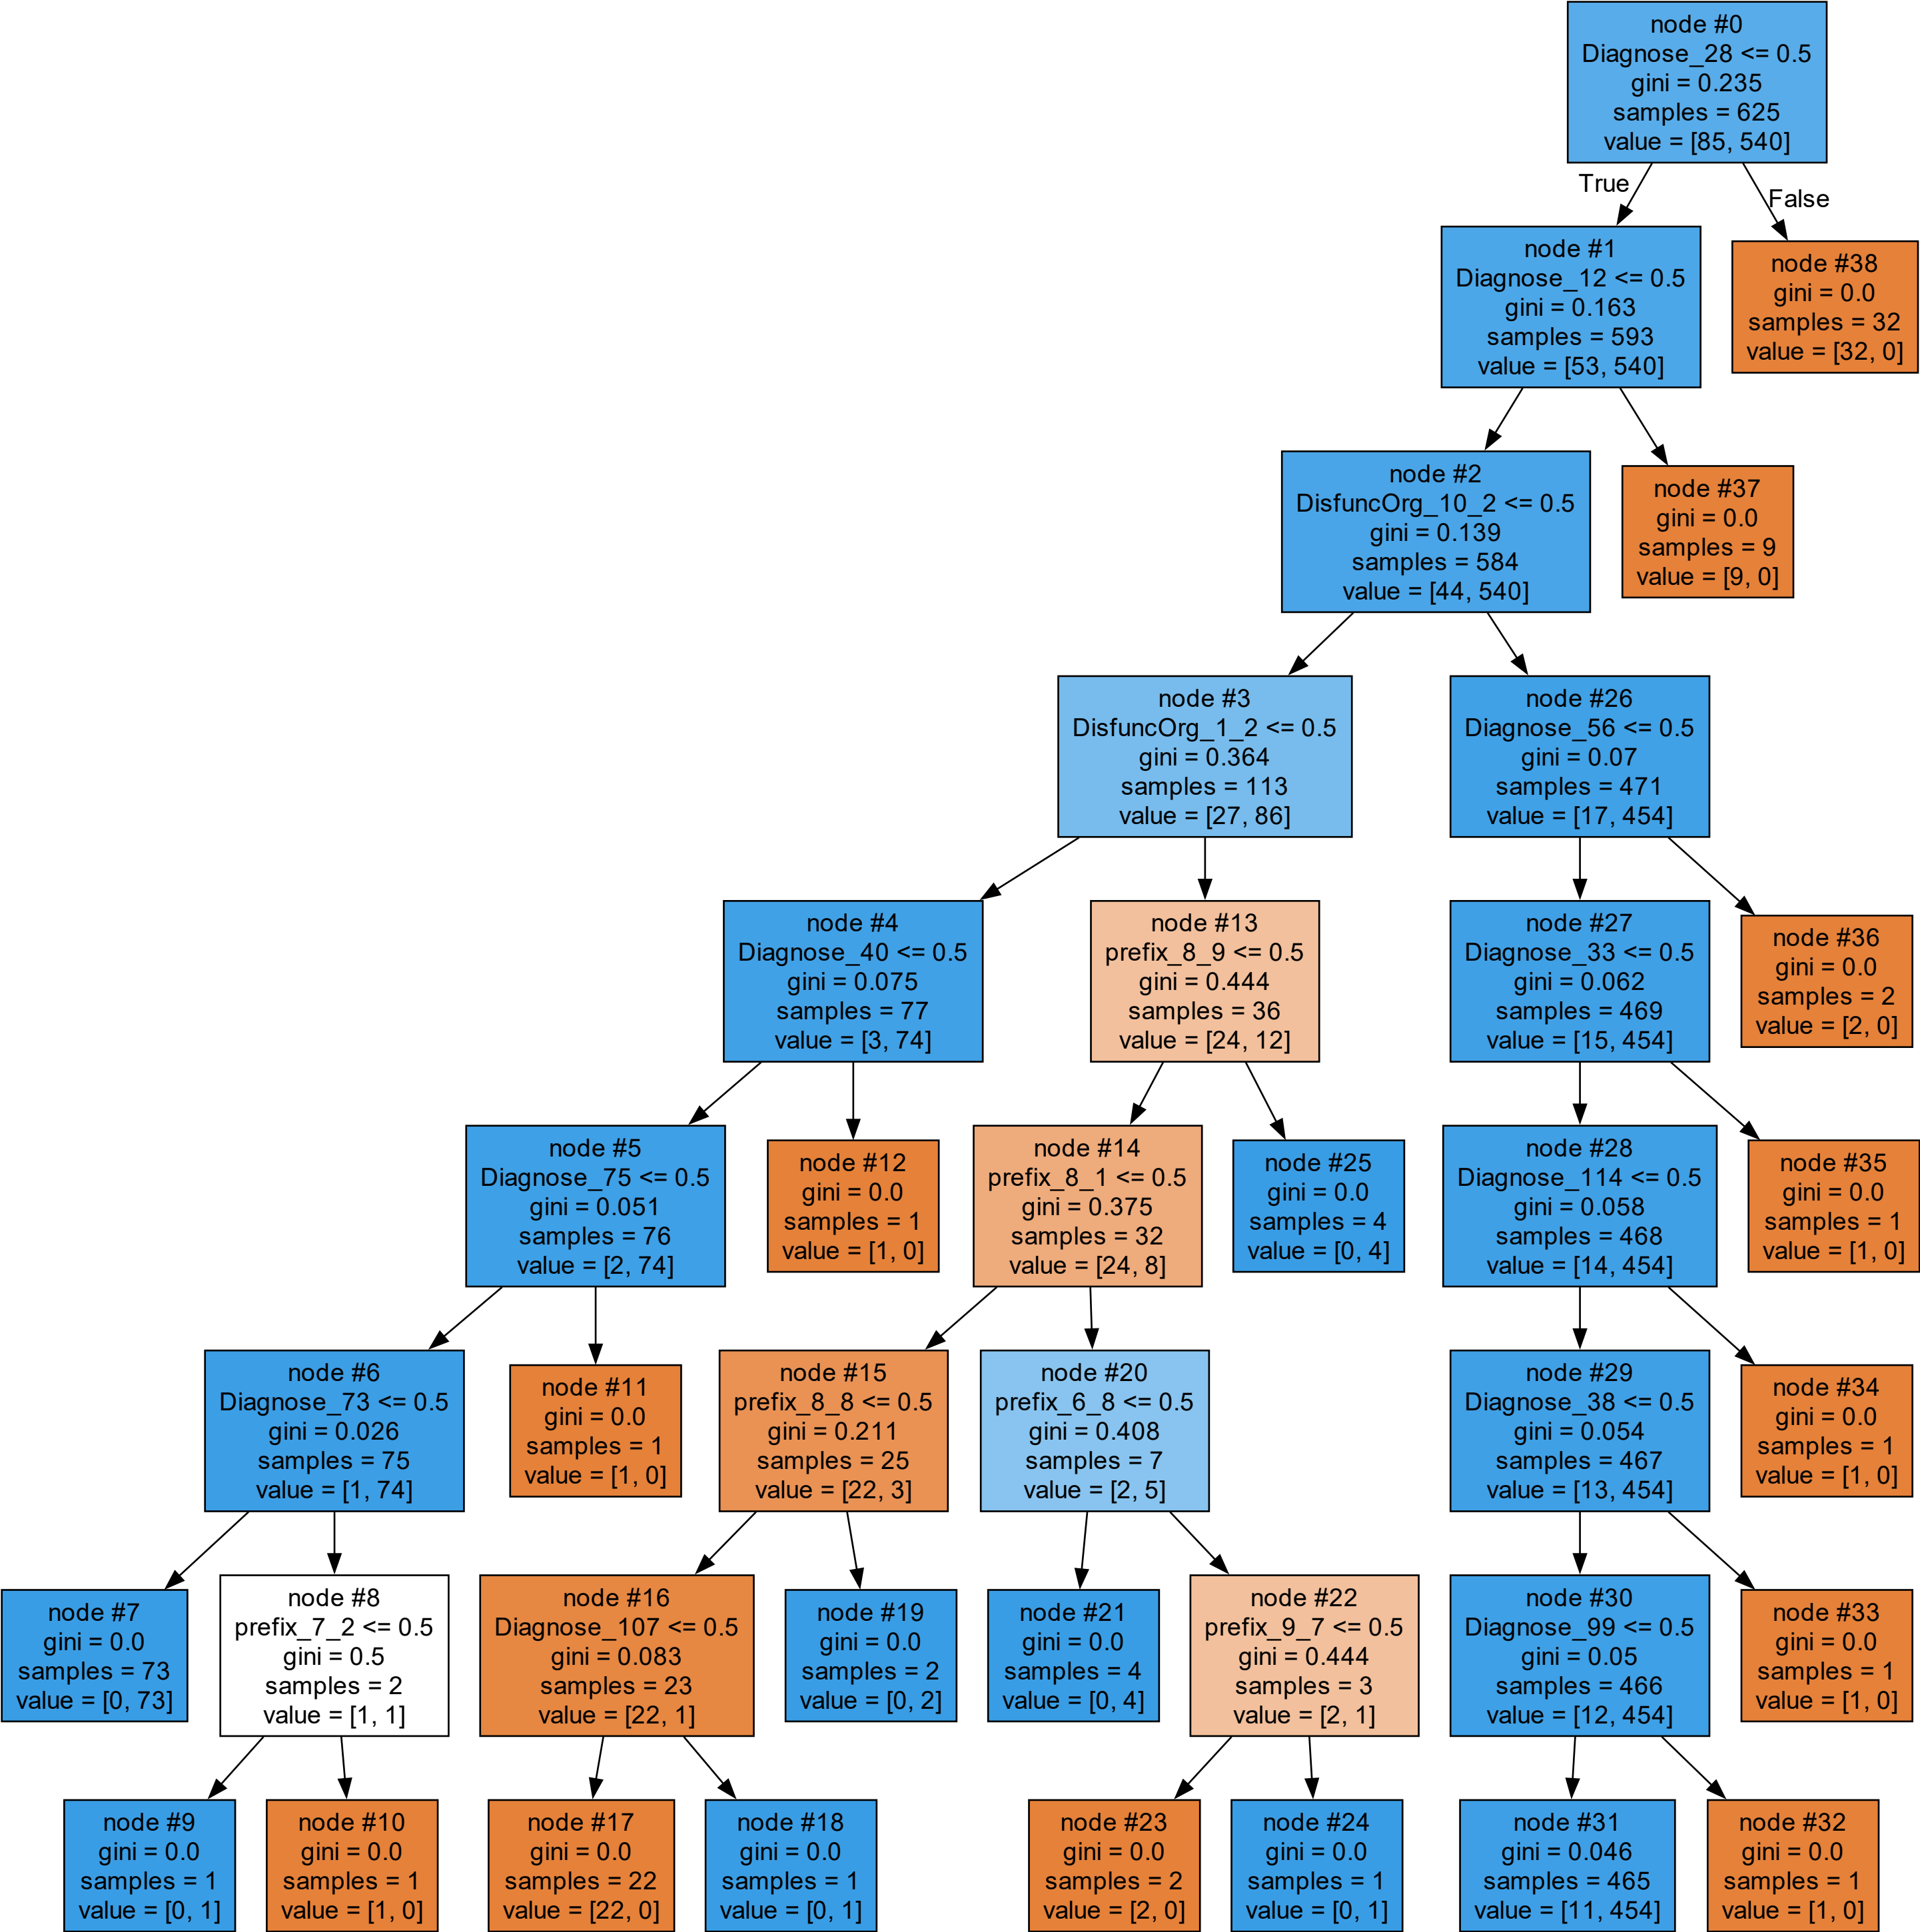 node #0
Diagnose_28 <= 0.5
gini = 0.235
samples = 625
value = [85, 540]
True
False
node #1
Diagnose_12 <= 0.5
gini = 0.163
samples = 593
value = [53, 540]
node #38
gini = 0.0
samples = 32
value = [32, 0]
node #2
DisfuncOrg_10_2 <= 0.5
gini = 0.139
samples = 584
value = [44, 540]
node #37
gini = 0.0
samples = 9
value = [9, 0]
node #3
DisfuncOrg_1_2 <= 0.5
gini = 0.364
samples = 113
value = [27, 86]
node #26
Diagnose_56 <= 0.5
gini = 0.07
samples = 471
value = [17, 454]
node #4
Diagnose_40 <= 0.5
gini = 0.075
samples = 77
value = [3, 74]
node #13
prefix_8_9 <= 0.5
gini = 0.444
samples = 36
value = [24, 12]
node #27
Diagnose_33 <= 0.5
gini = 0.062
samples = 469
value = [15, 454]
node #36
gini = 0.0
samples = 2
value = [2, 0]
node #5
Diagnose_75 <= 0.5
gini = 0.051
samples = 76
value = [2, 74]
node #12
gini = 0.0
samples = 1
value = [1, 0]
node #14
prefix_8_1 <= 0.5
gini = 0.375
samples = 32
value = [24, 8]
node #25
gini = 0.0
samples = 4
value = [0, 4]
node #28
Diagnose_114 <= 0.5
gini = 0.058
samples = 468
value = [14, 454]
node #35
gini = 0.0
samples = 1
value = [1, 0]
node #6
Diagnose_73 <= 0.5
gini = 0.026
samples = 75
value = [1, 74]
node #11
gini = 0.0
samples = 1
value = [1, 0]
node #15
prefix_8_8 <= 0.5
gini = 0.211
samples = 25
value = [22, 3]
node #20
prefix_6_8 <= 0.5
gini = 0.408
samples = 7
value = [2, 5]
node #29
Diagnose_38 <= 0.5
gini = 0.054
samples = 467
value = [13, 454]
node #34
gini = 0.0
samples = 1
value = [1, 0]
node #7
gini = 0.0
samples = 73
value = [0, 73]
node #8
prefix_7_2 <= 0.5
gini = 0.5
samples = 2
value = [1, 1]
node #16
Diagnose_107 <= 0.5
gini = 0.083
samples = 23
value = [22, 1]
node #19
gini = 0.0
samples = 2
value = [0, 2]
node #21
gini = 0.0
samples = 4
value = [0, 4]
node #22
prefix_9_7 <= 0.5
gini = 0.444
samples = 3
value = [2, 1]
node #30
Diagnose_99 <= 0.5
gini = 0.05
samples = 466
value = [12, 454]
node #33
gini = 0.0
samples = 1
value = [1, 0]
node #9
gini = 0.0
samples = 1
value = [0, 1]
node #10
gini = 0.0
samples = 1
value = [1, 0]
node #17
gini = 0.0
samples = 22
value = [22, 0]
node #18
gini = 0.0
samples = 1
value = [0, 1]
node #23
gini = 0.0
samples = 2
value = [2, 0]
node #24
gini = 0.0
samples = 1
value = [0, 1]
node #31
gini = 0.046
samples = 465
value = [11, 454]
node #32
gini = 0.0
samples = 1
value = [1, 0]